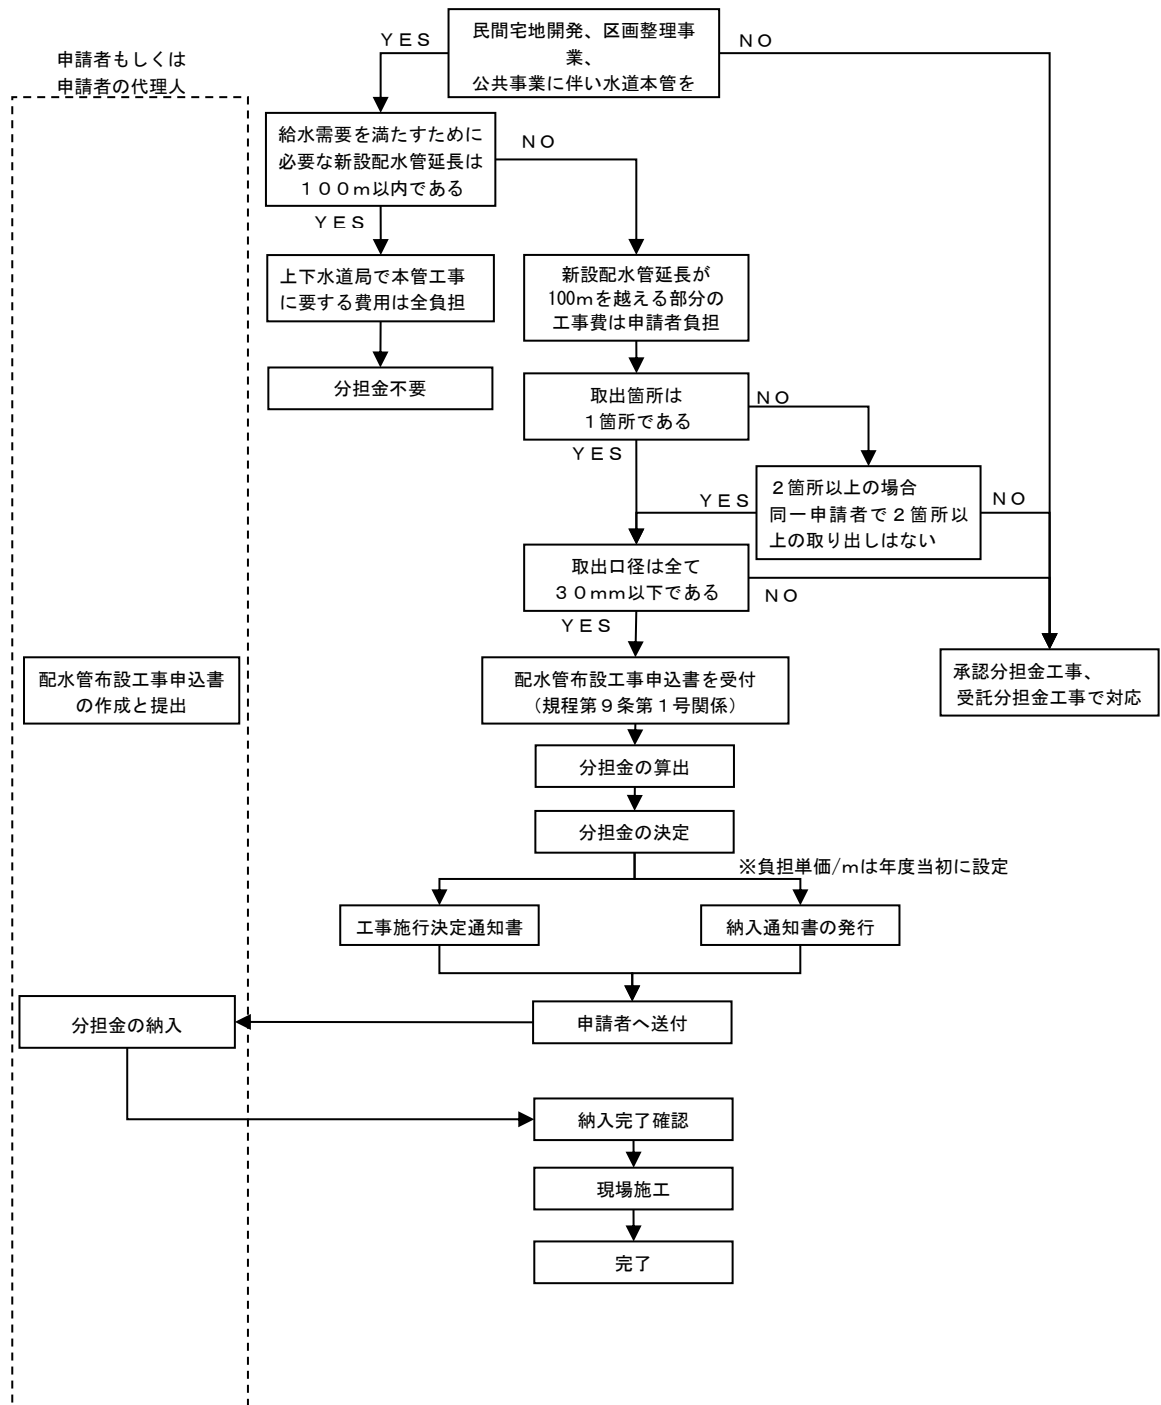 民間宅地開発、区画整理事
業、
公共事業に伴い水道本管を
ＹＥＳ
ＮＯ
申請者もしくは
申請者の代理人
給水需要を満たすために
必要な新設配水管延長は
１００ｍ以内である
ＮＯ
ＹＥＳ
上下水道局で本管工事
に要する費用は全負担
新設配水管延長が
100ｍを越える部分の
工事費は申請者負担
分担金不要
取出箇所は
１箇所である
ＮＯ
ＹＥＳ
２箇所以上の場合
同一申請者で２箇所以
上の取り出しはない
ＹＥＳ
ＮＯ
取出口径は全て
３０ｍｍ以下である
ＮＯ
ＹＥＳ
配水管布設工事申込書
の作成と提出
配水管布設工事申込書を受付
（規程第９条第１号関係）
承認分担金工事、
受託分担金工事で対応
分担金の算出
分担金の決定
※負担単価/ｍは年度当初に設定
工事施行決定通知書
納入通知書の発行
分担金の納入
申請者へ送付
納入完了確認
現場施工
完了